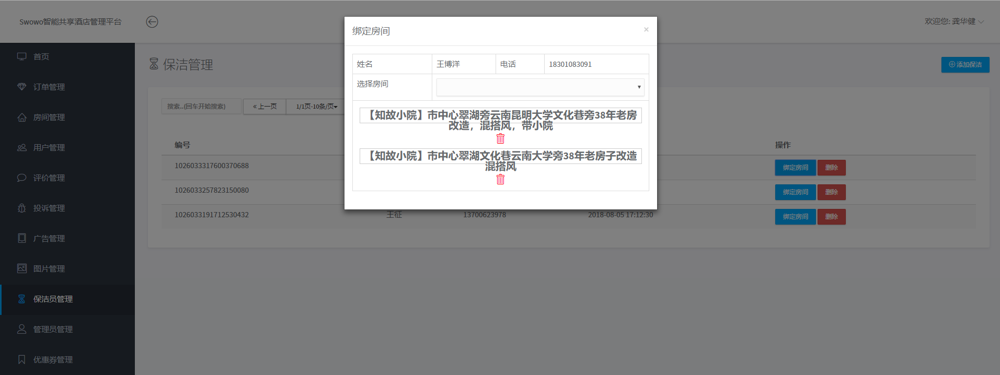 Swowo智能共享酒店管理平台
欢迎您: 龚华健
首页
订单管理
房间管理
用户管理
评价管理
投诉管理
广告管理
图片管理
保洁员管理
管理员管理
优惠券管理
保洁管理
⊕添加保洁
搜索..(回车开始搜索)
«上一页
1/1页-10条/页
编号
操作
1026033317600370688
绑定房间 删除
1026033257823150080
绑定房间 删除
1026033191712530432 王征 13700623978 2018-08-05 17:12:30
绑定房间 删除
绑定房间 ×
姓名 王博洋 电话 18301083091
选择房间
【知故小院】市中心翠湖旁云南昆明大学文化巷旁38年老房
改造，混搭风，带小院
【知故小院】市中心翠湖文化巷云南大学旁38年老房子改造
混搭风